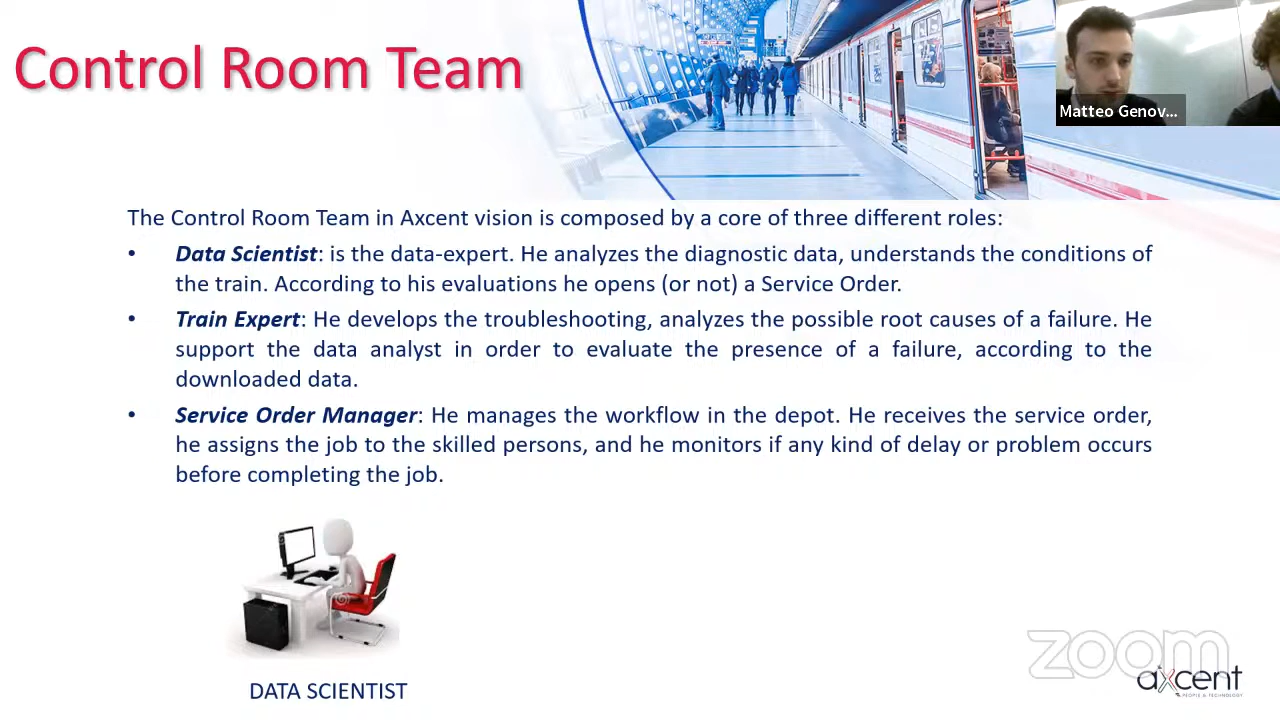 Control Room Team
Matteo Genov...
The Control Room Team in Axcent vision is composed by a core of three different roles:
• Data Scientist: is the data-expert. He analyzes the diagnostic data, understands the conditions of
the train. According to his evaluations he opens (or not) a Service Order.
• Train Expert: He develops the troubleshooting, analyzes the possible root causes of a failure. He
support the data analyst in order to evaluate the presence of a failure, according to the
downloaded data.
• Service Order Manager: He manages the workflow in the depot. He receives the service order,
he assigns the job to the skilled persons, and he monitors if any kind of delay or problem occurs
before completing the job.
DATA SCIENTIST
zoom
axcent
PEOPLE & TECHNOLOGY